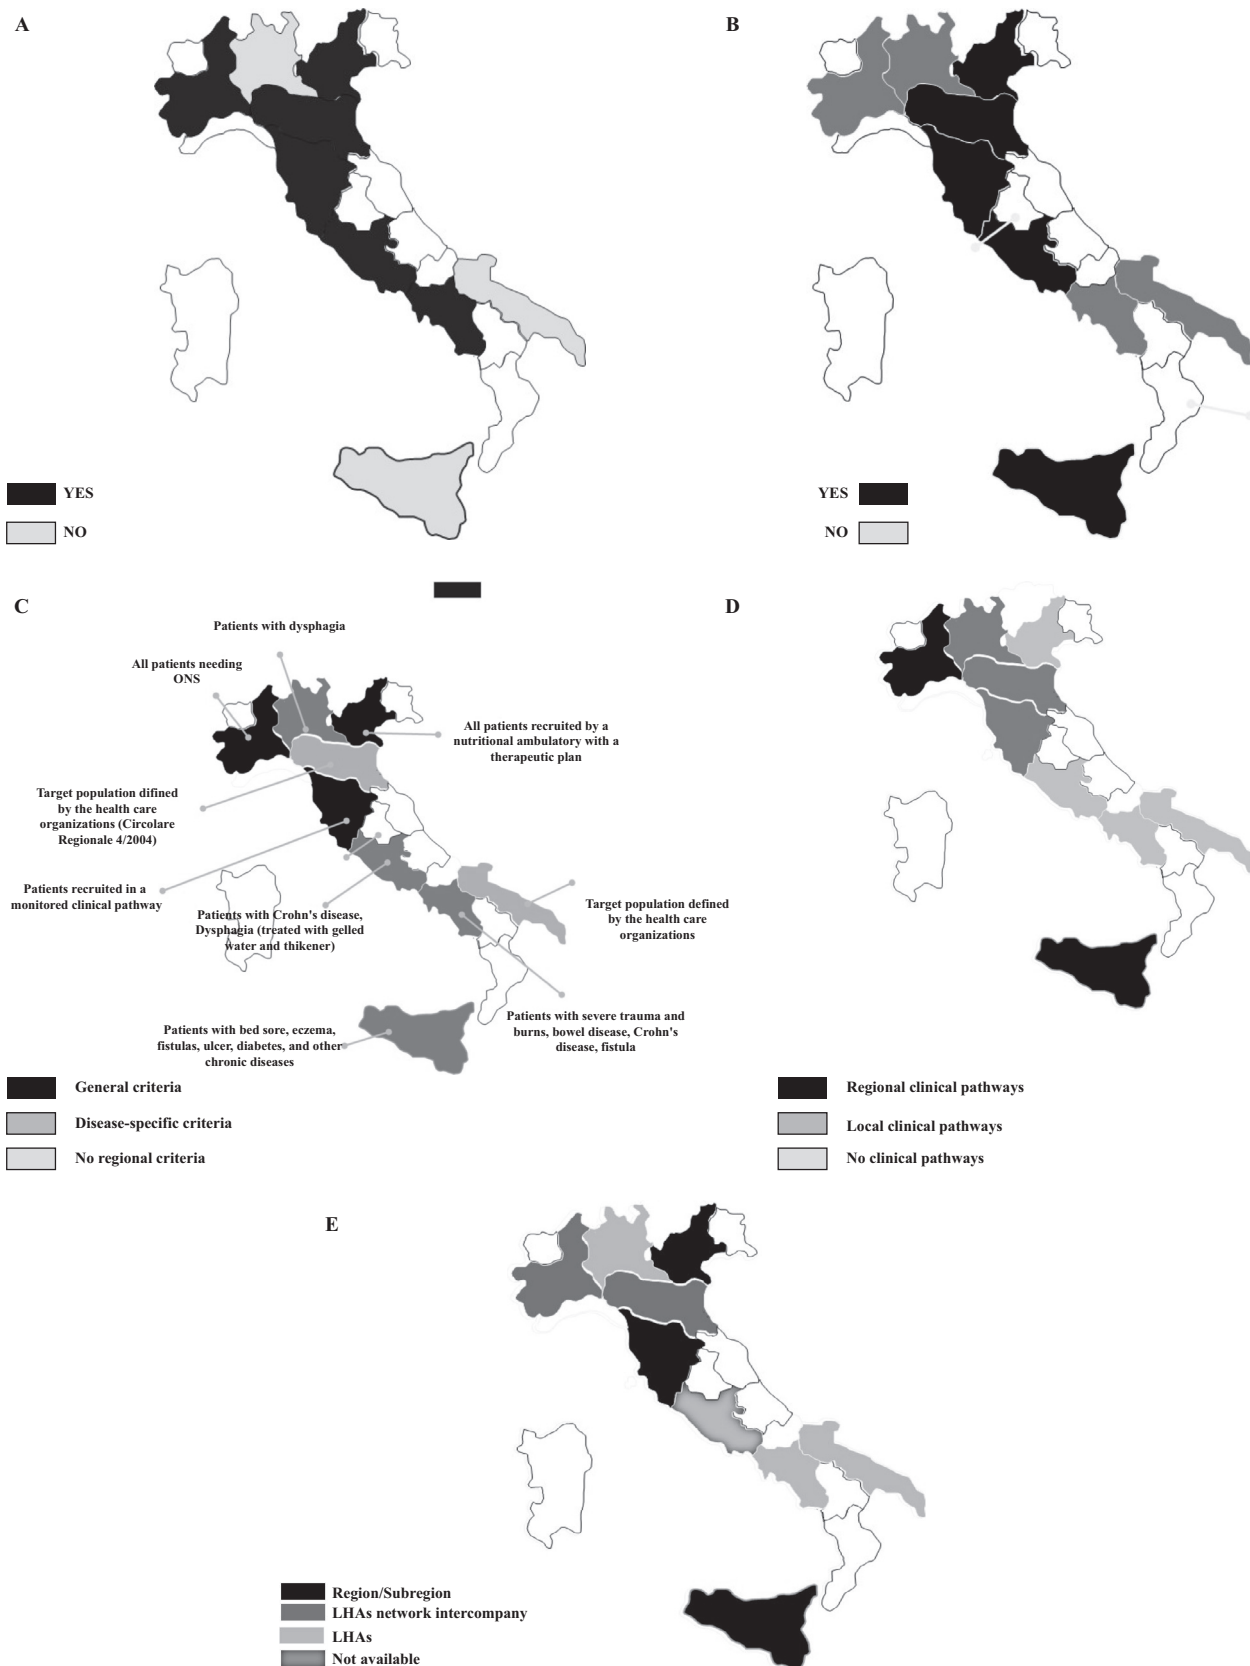 A
B
YES
NO
YES
NO
C
D
Patients with dysphagia
All patients needing
ONS
All patients recruited by a
nutritional ambulatory with a
therapeutic plan
Target population difined
by the health care
organizations (Circolare
Regionale 4/2004)
Patients recruited in a
monitored clinical pathway
Patients with Crohn's disease,
Dysphagia (treated with gelled
water and thikener)
Target population defined
by the health care
organizations
Patients with severe trauma and
burns, bowel disease, Crohn's
disease, fistula
Patients with bed sore, eczema,
fistulas, ulcer, diabetes, and other
chronic diseases
General criteria
Disease-specific criteria
No regional criteria
Regional clinical pathways
Local clinical pathways
No clinical pathways
E
Region/Subregion
LHAs network intercompany
LHAs
Not available